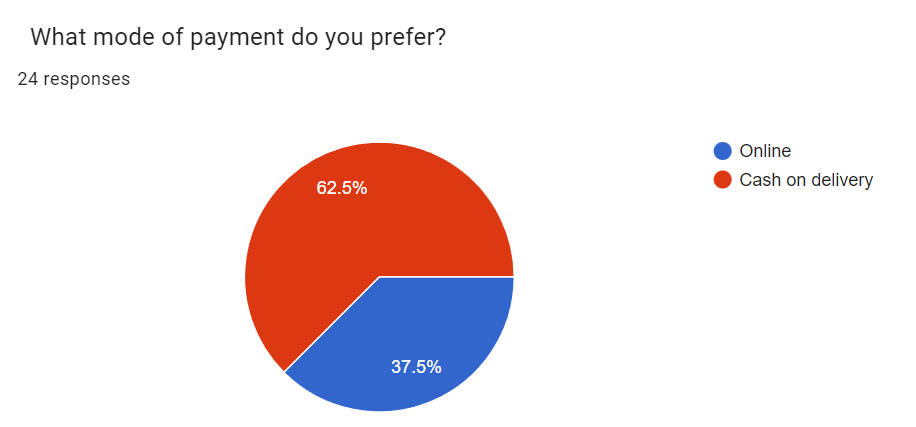 What mode of payment do you prefer?
24 responses
Online
Cash on delivery
62.5%
37.5%